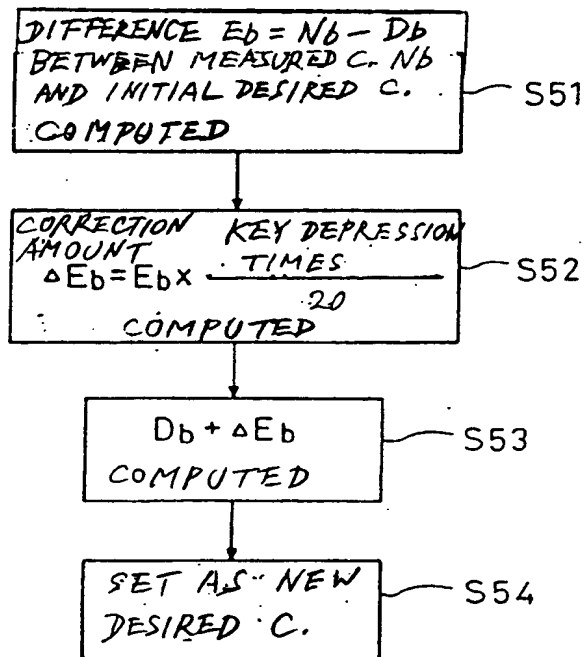 DIFFERENCE Eb = Nb - Db
BETWEEN MEASURED C. Nb
AND INITIAL DESIRED C.
COMPUTED
S51
CORRECTION KEY DEPRESSION
AMOUNT TIMES
ΔEb = Eb x
20
COMPUTED
S52
Db + ΔEb
COMPUTED
S53
SET AS NEW
DESIRED C.
S54